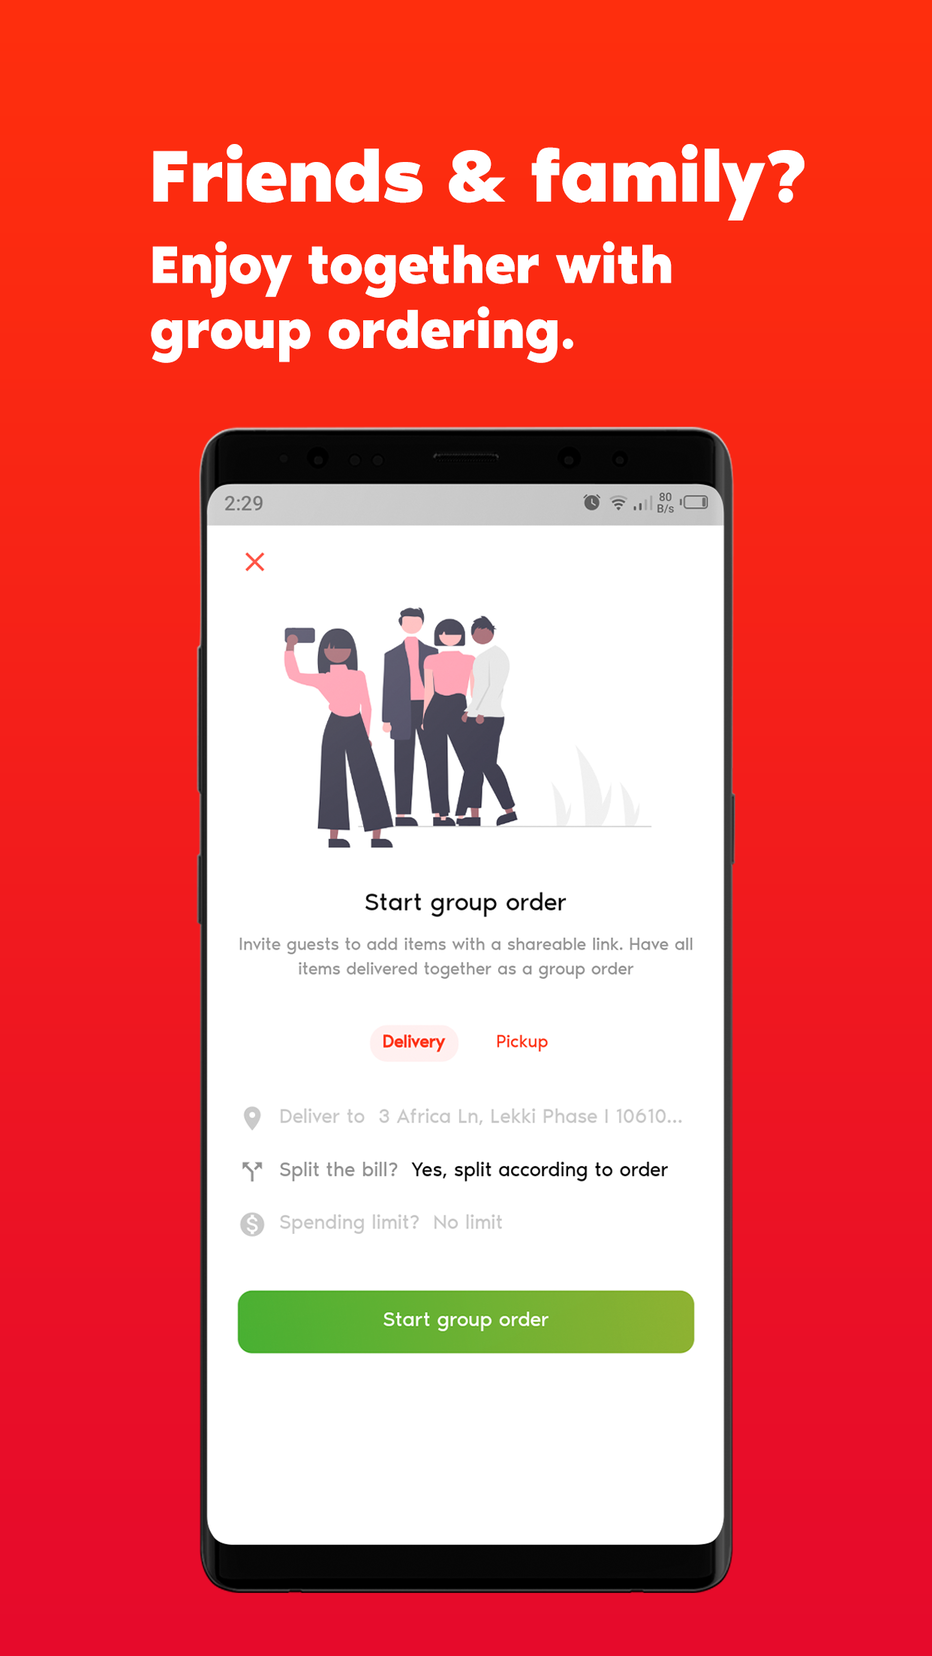 Friends & family?
Enjoy together with
group ordering.
2:29
80
B/s
Start group order
Invite guests to add items with a shareable link. Have all
items delivered together as a group order
Delivery Pickup
Deliver to 3 Africa Ln, Lekki Phase I 10610...
Split the bill? Yes, split according to order
Spending limit? No limit
Start group order